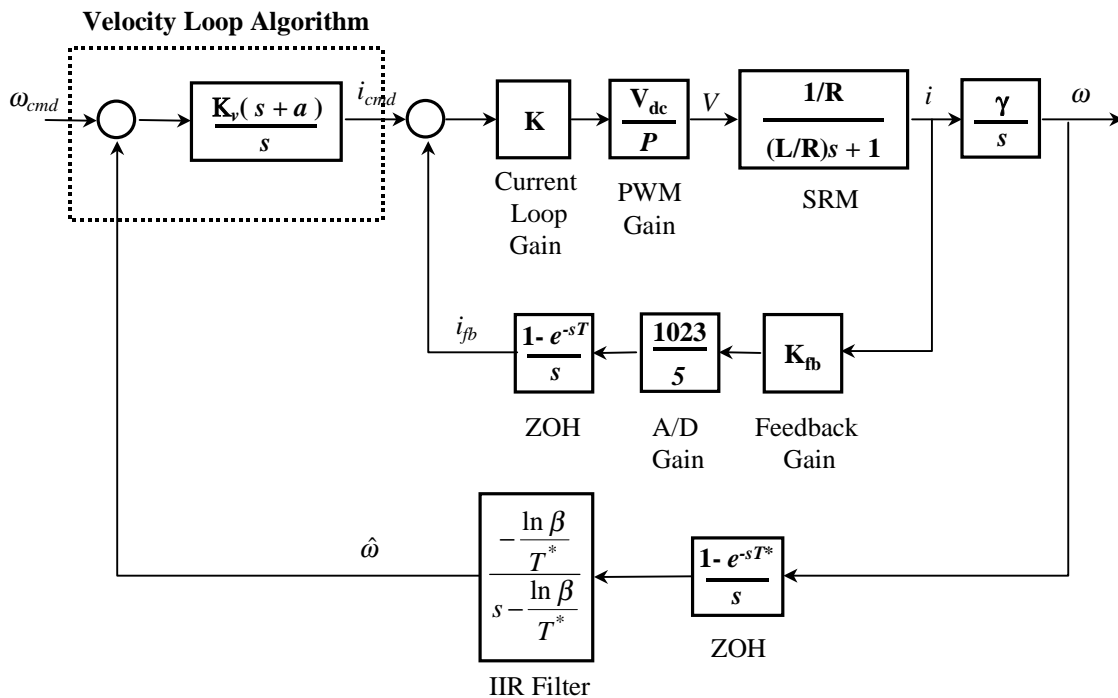 Velocity Loop Algorithm
ω_cmd
K_v( s + a )
s
i_cmd
K
Current
Loop
Gain
V_dc
P
PWM
Gain
V
1/R
(L/R)s + 1
SRM
i
γ
s
ω
i_fb
1- e^-sT
s
ZOH
1023
5
A/D
Gain
K_fb
Feedback
Gain
ω̂
- ln β
T^*
s - ln β
T^*
IIR Filter
1- e^-sT*
s
ZOH